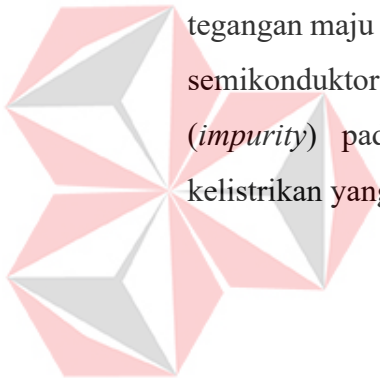 tegangan maju
semikonduktor
(impurity) pad
kelistrikan yang